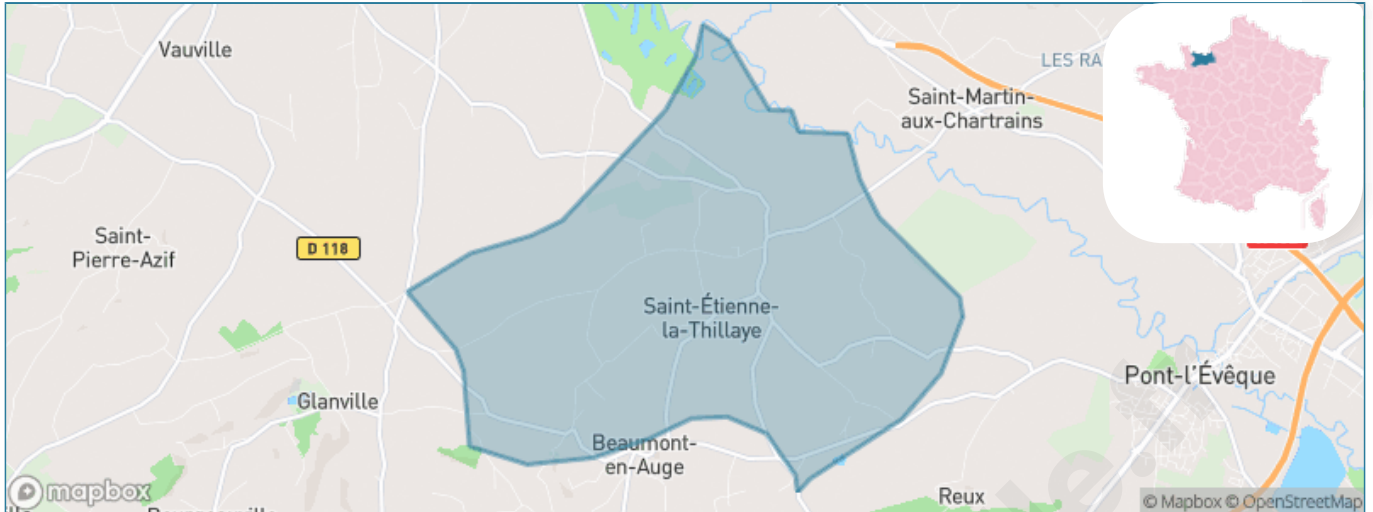 Vauville
LES RA
Saint-Martin-
aux-Chartrains
Saint-
Pierre-Azif
D 118
Saint-Étienne-
la-Thillaye
Pont-l'Évêque
Glanville
Beaumont-
en-Auge
Reux
mapbox
© Mapbox © OpenStreetMap